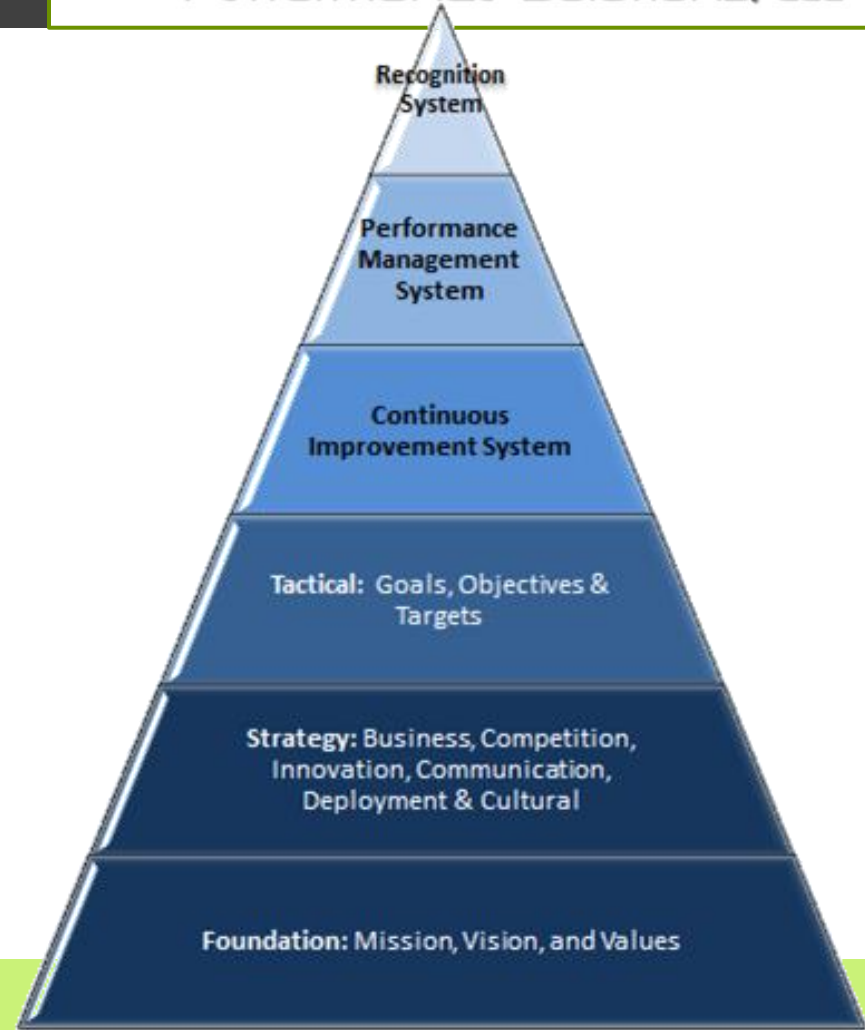 Recognition
System
Performance
Management
System
Continuous
Improvement System
Tactical: Goals, Objectives &
Targets
Strategy: Business, Competition,
Innovation, Communication,
Deployment & Cultural
Foundation: Mission, Vision, and Values